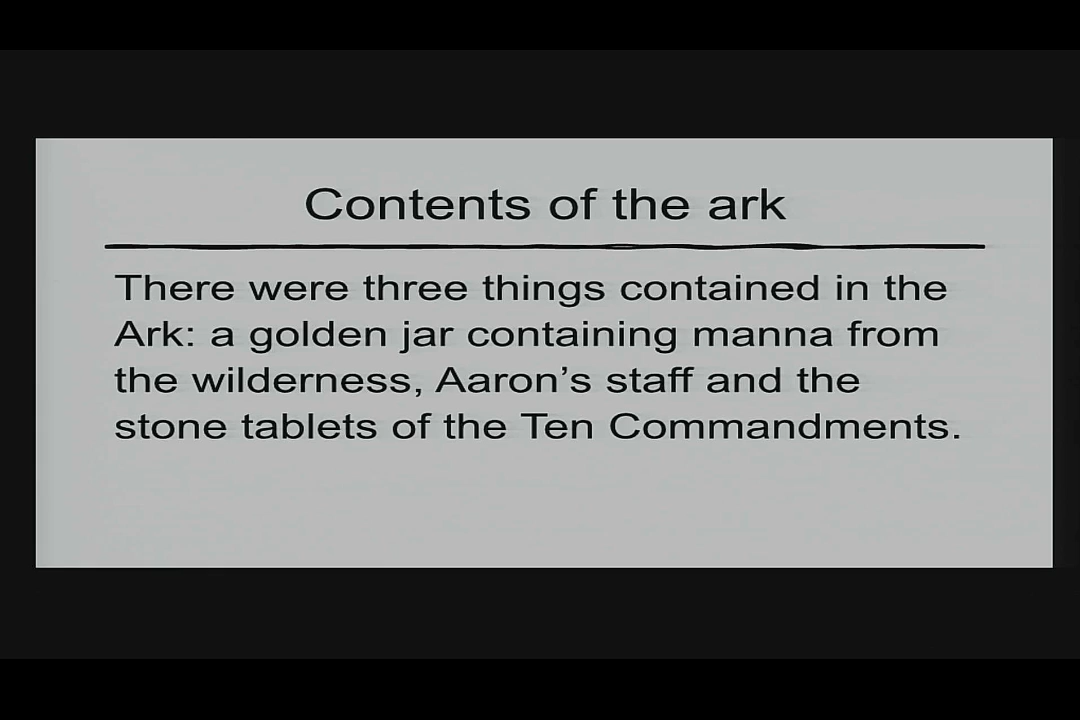 Contents of the ark
There were three things contained in the
Ark: a golden jar containing manna from
the wilderness, Aaron’s staff and the
stone tablets of the Ten Commandments.